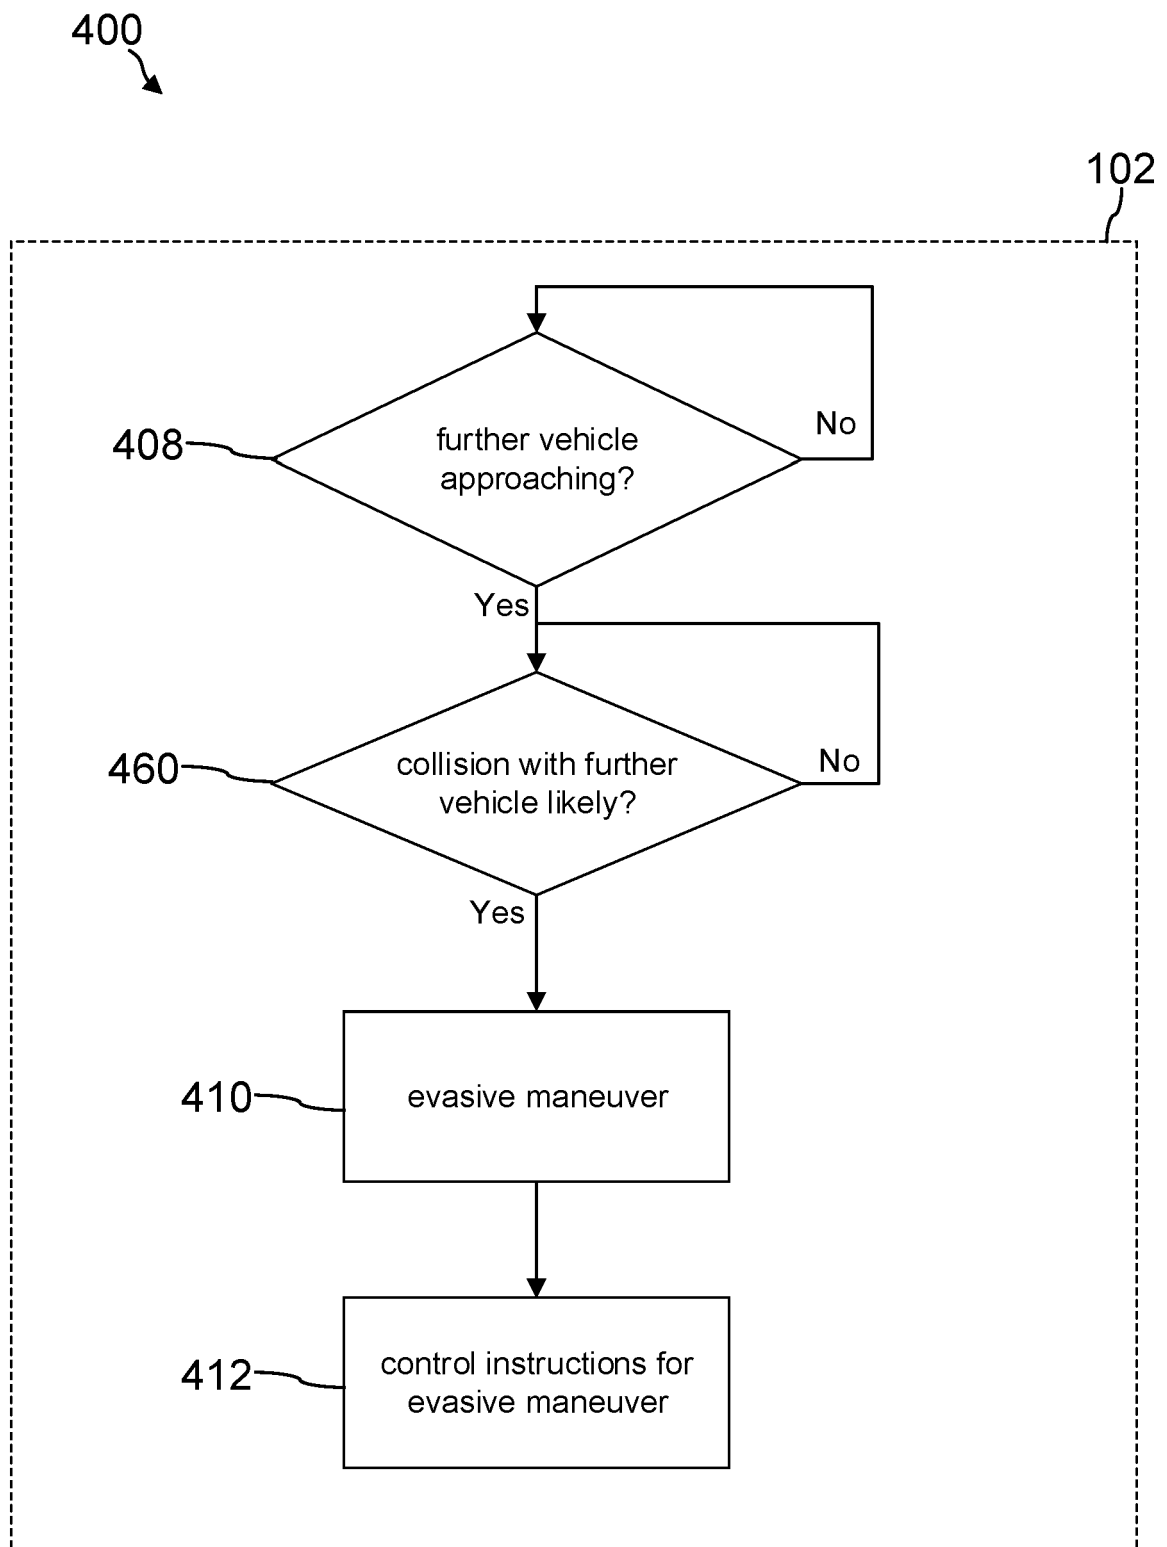 400
102
No
408
further vehicle
approaching?
Yes
460
collision with further
vehicle likely?
No
Yes
410
evasive maneuver
412
control instructions for
evasive maneuver